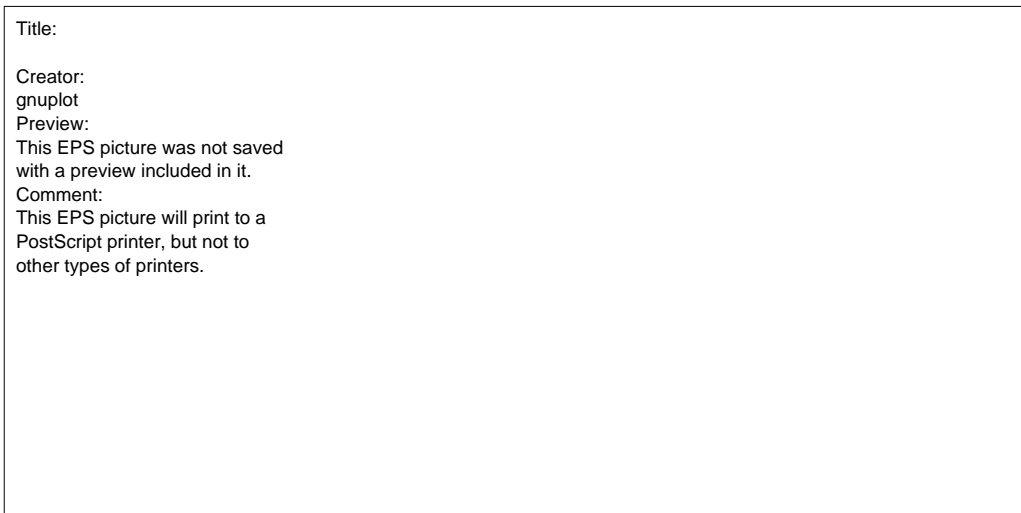 Title:
Creator:
gnuplot
Preview:
This EPS picture was not saved
with a preview included in it.
Comment:
This EPS picture will print to a
PostScript printer, but not to
other types of printers.